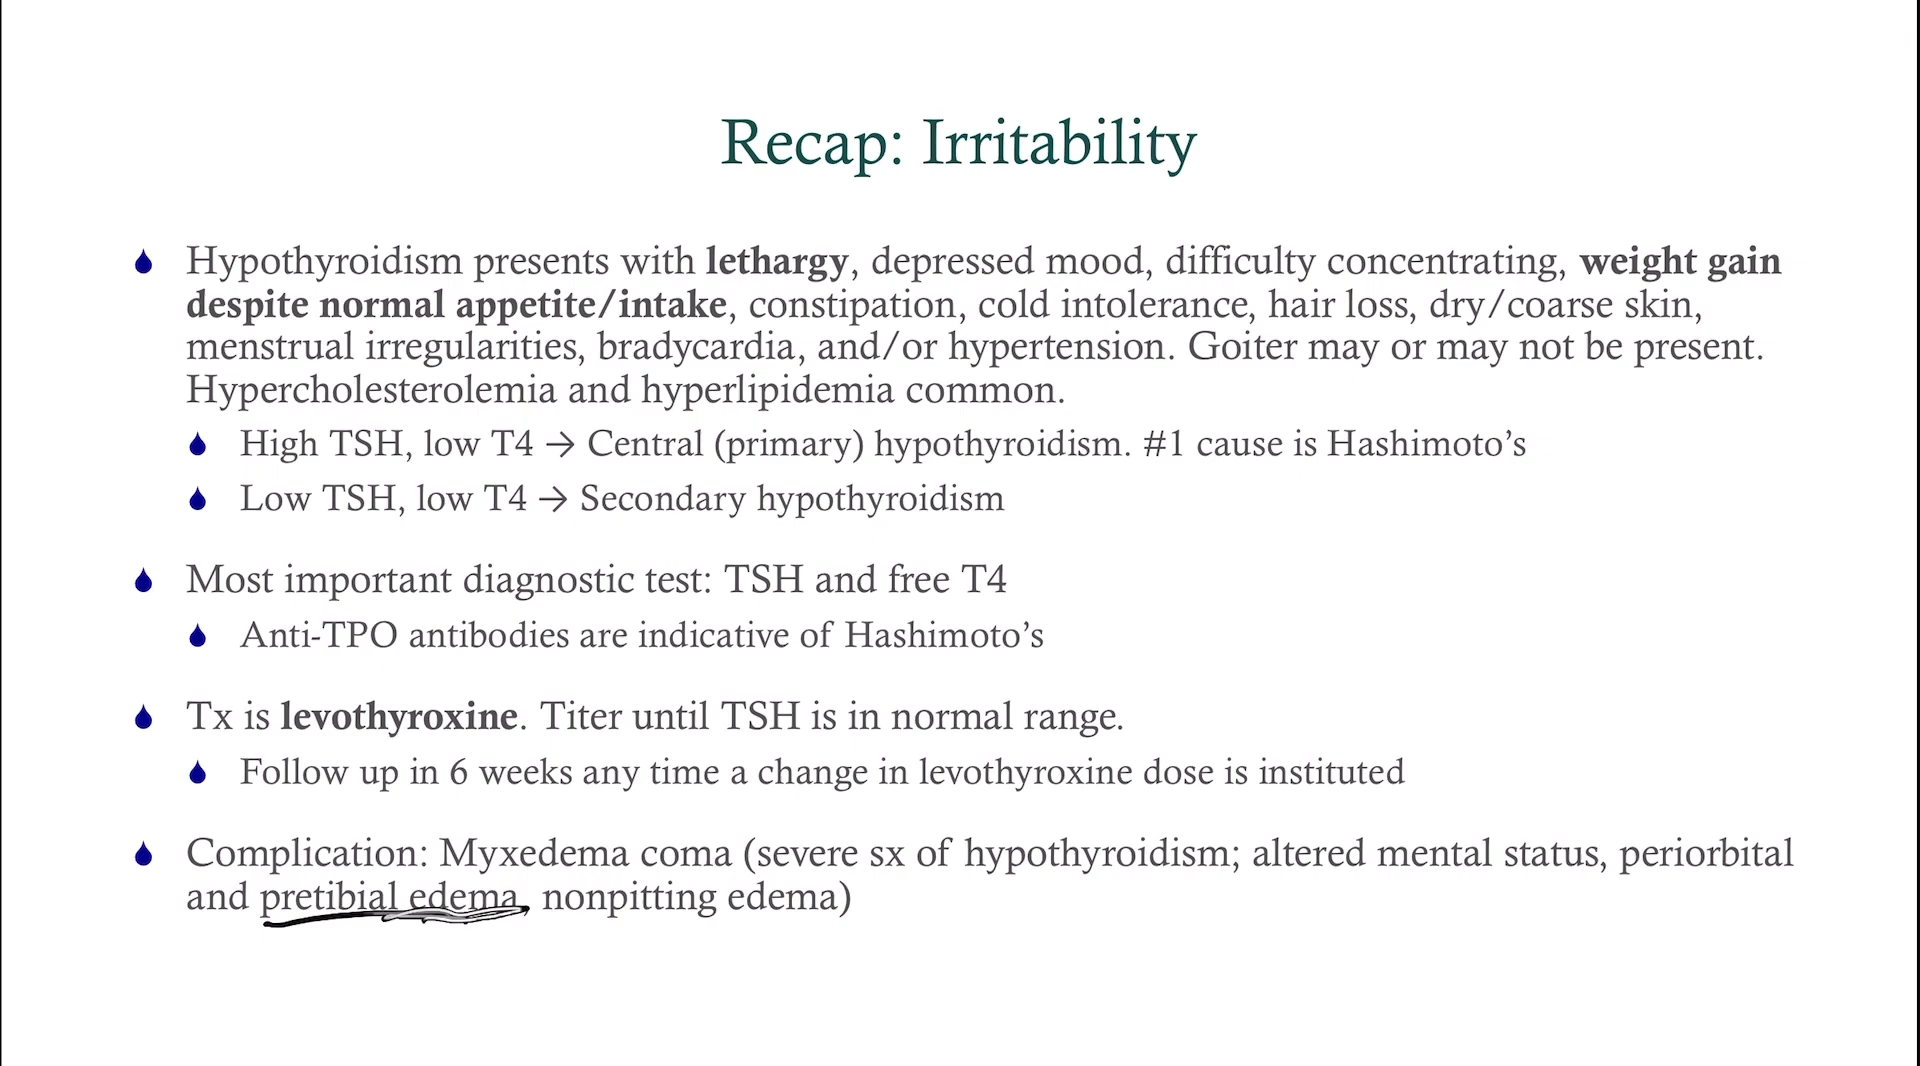 Recap: Irritability
Hypothyroidism presents with lethargy, depressed mood, difficulty concentrating, weight gain
despite normal appetite/intake, constipation, cold intolerance, hair loss, dry/coarse skin,
menstrual irregularities, bradycardia, and/or hypertension. Goiter may or may not be present.
Hypercholesterolemia and hyperlipidemia common.
High TSH, low T4 → Central (primary) hypothyroidism. #1 cause is Hashimoto’s
Low TSH, low T4 → Secondary hypothyroidism
Most important diagnostic test: TSH and free T4
Anti-TPO antibodies are indicative of Hashimoto’s
Tx is levothyroxine. Titer until TSH is in normal range.
Follow up in 6 weeks any time a change in levothyroxine dose is instituted
Complication: Myxedema coma (severe sx of hypothyroidism; altered mental status, periorbital
and pretibial edema, nonpitting edema)